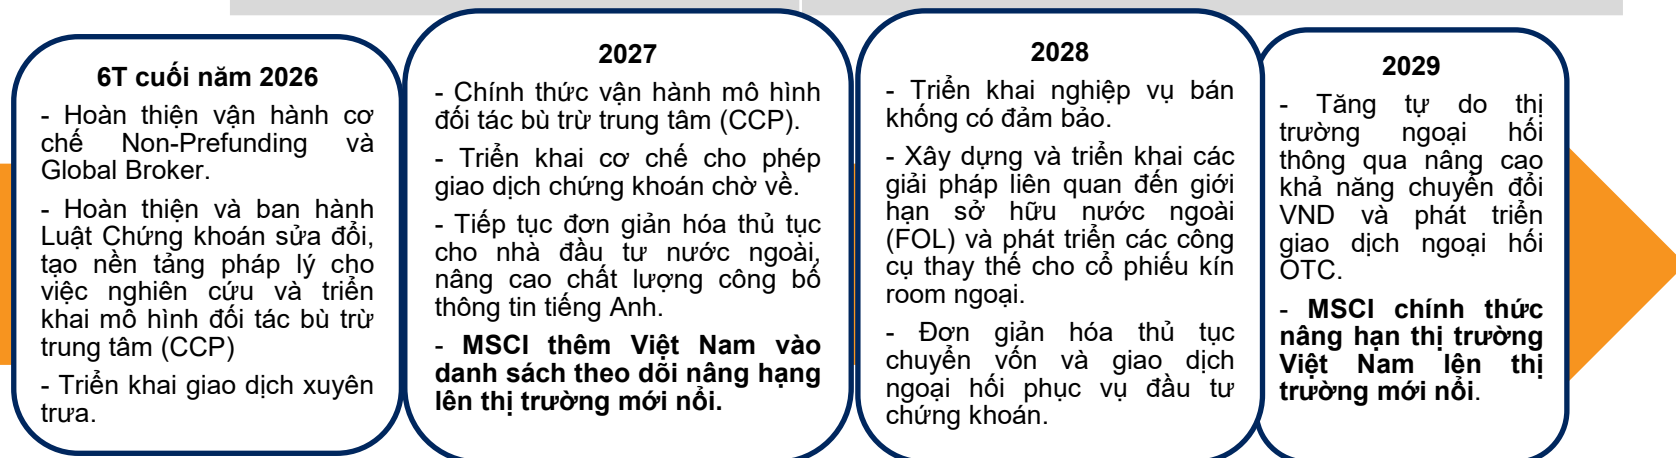 6T cuối năm 2026
- Hoàn thiện vận hành cơ
chế Non-Prefunding và
Global Broker.
- Hoàn thiện và ban hành
Luật Chứng khoán sửa đổi,
tạo nền tảng pháp lý cho
việc nghiên cứu và triển
khai mô hình đối tác bù trừ
trung tâm (CCP)
- Triển khai giao dịch xuyên
trưa.
2027
- Chính thức vận hành mô hình
đối tác bù trừ trung tâm (CCP).
- Triển khai cơ chế cho phép
giao dịch chứng khoán chờ về.
- Tiếp tục đơn giản hóa thủ tục
cho nhà đầu tư nước ngoài,
nâng cao chất lượng công bố
thông tin tiếng Anh.
- MSCI thêm Việt Nam vào
danh sách theo dõi nâng hạng
lên thị trường mới nổi.
2028
- Triển khai nghiệp vụ bán
khống có đảm bảo.
- Xây dựng và triển khai các
giải pháp liên quan đến giới
hạn sở hữu nước ngoài
(FOL) và phát triển các công
cụ thay thế cho cổ phiếu kín
room ngoại.
- Đơn giản hóa thủ tục
chuyển vốn và giao dịch
ngoại hối phục vụ đầu tư
chứng khoán.
2029
- Tăng tự do thị
trường ngoại hối
thông qua nâng cao
khả năng chuyển đổi
VND và phát triển
giao dịch ngoại hối
OTC.
- MSCI chính thức
nâng hạn thị trường
Việt Nam lên thị
trường mới nổi.